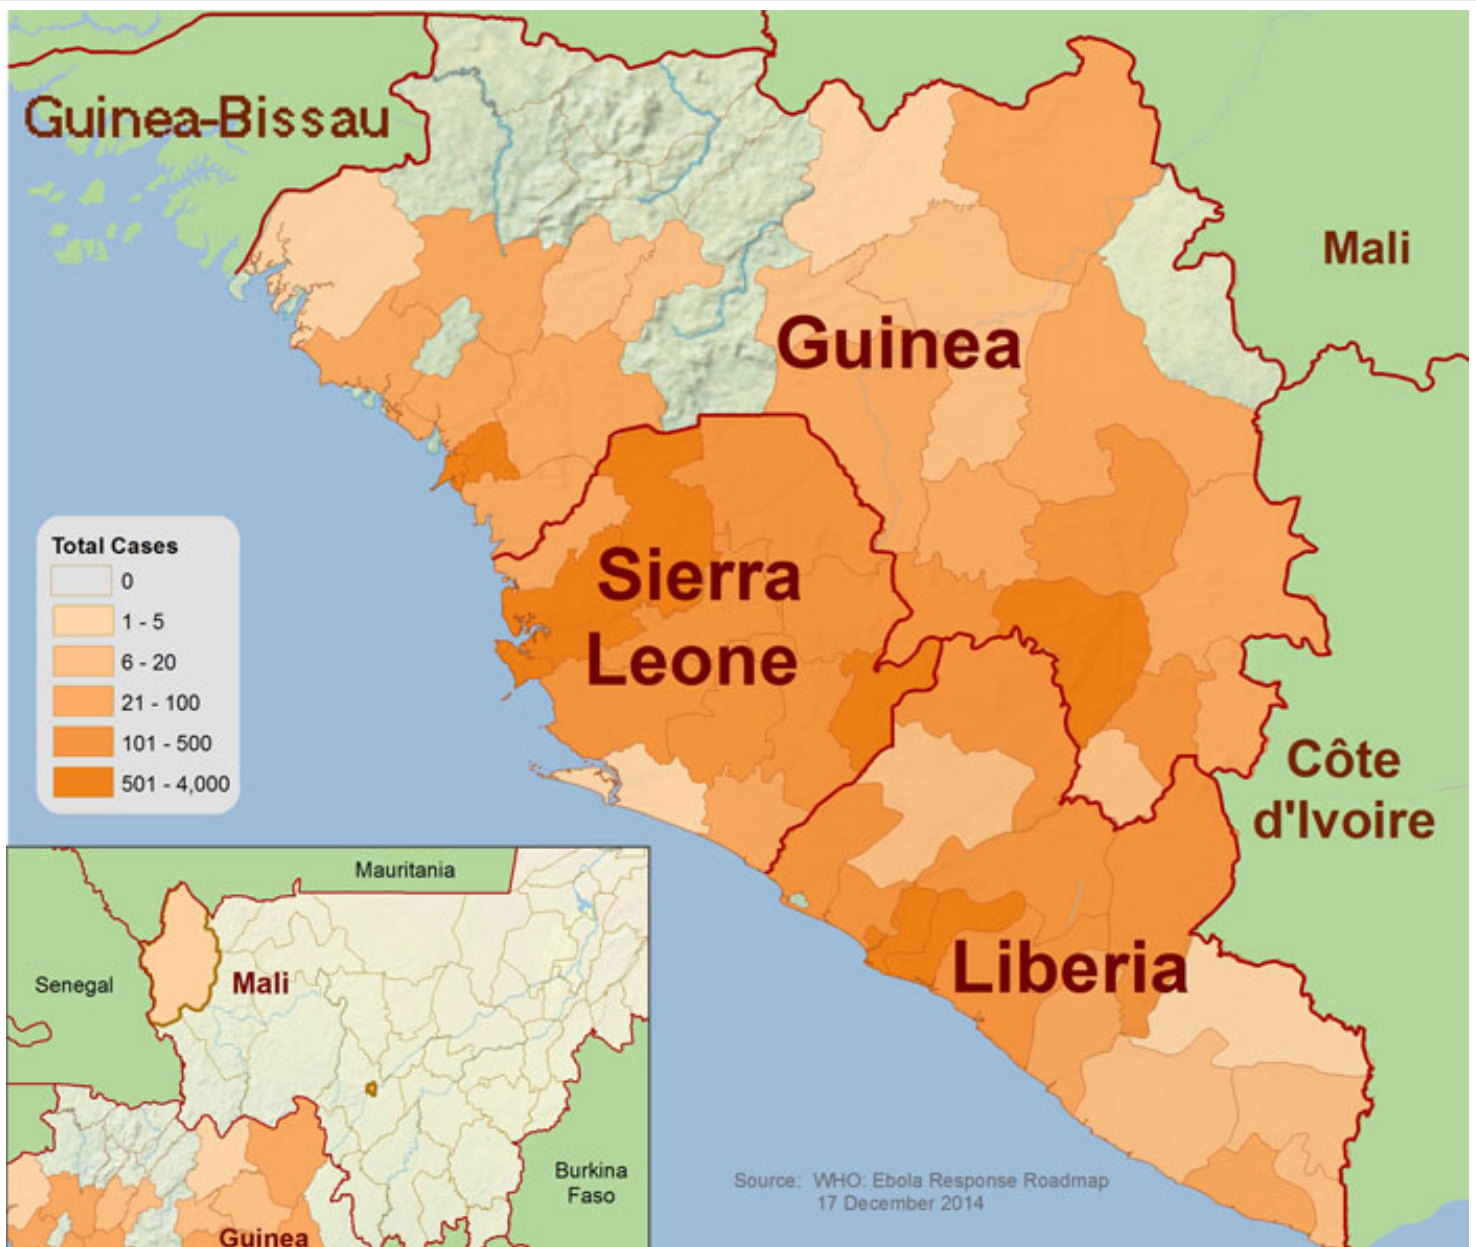 Guinea-Bissau
Mali
Guinea
Sierra
Leone
Côte
d'Ivoire
Liberia
Total Cases
0
1 - 5
6 - 20
21 - 100
101 - 500
501 - 4,000
Mauritania
Senegal
Mali
Burkina
Faso
Guinea
Source: WHO: Ebola Response Roadmap
17 December 2014